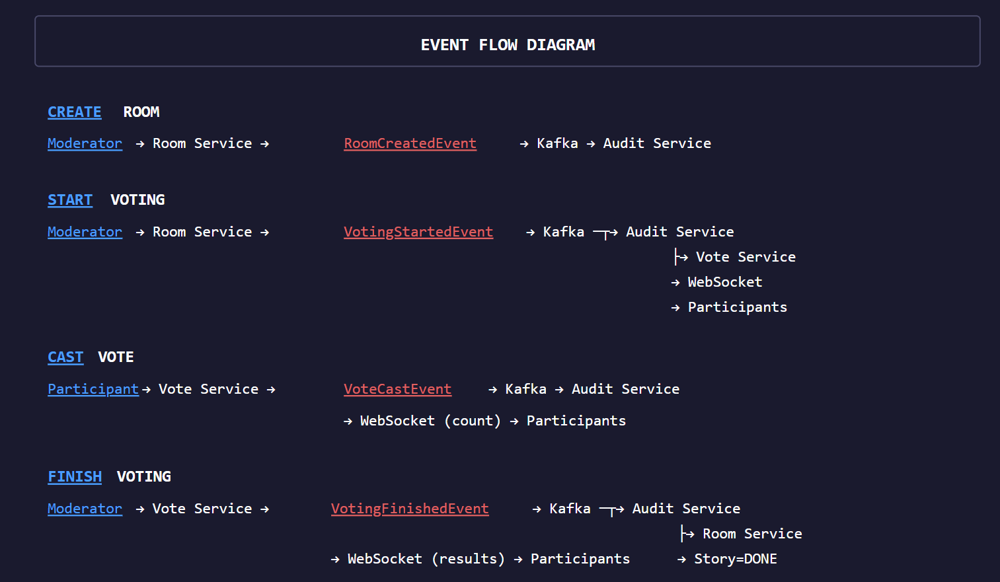 EVENT FLOW DIAGRAM
CREATE ROOM
Moderator → Room Service → RoomCreatedEvent → Kafka → Audit Service
START VOTING
Moderator → Room Service → VotingStartedEvent → Kafka ─┬→ Audit Service
├→ Vote Service
→ WebSocket
→ Participants
CAST VOTE
Participant → Vote Service → VoteCastEvent → Kafka → Audit Service
→ WebSocket (count) → Participants
FINISH VOTING
Moderator → Vote Service → VotingFinishedEvent → Kafka ─┬→ Audit Service
├→ Room Service
→ WebSocket (results) → Participants → Story=DONE